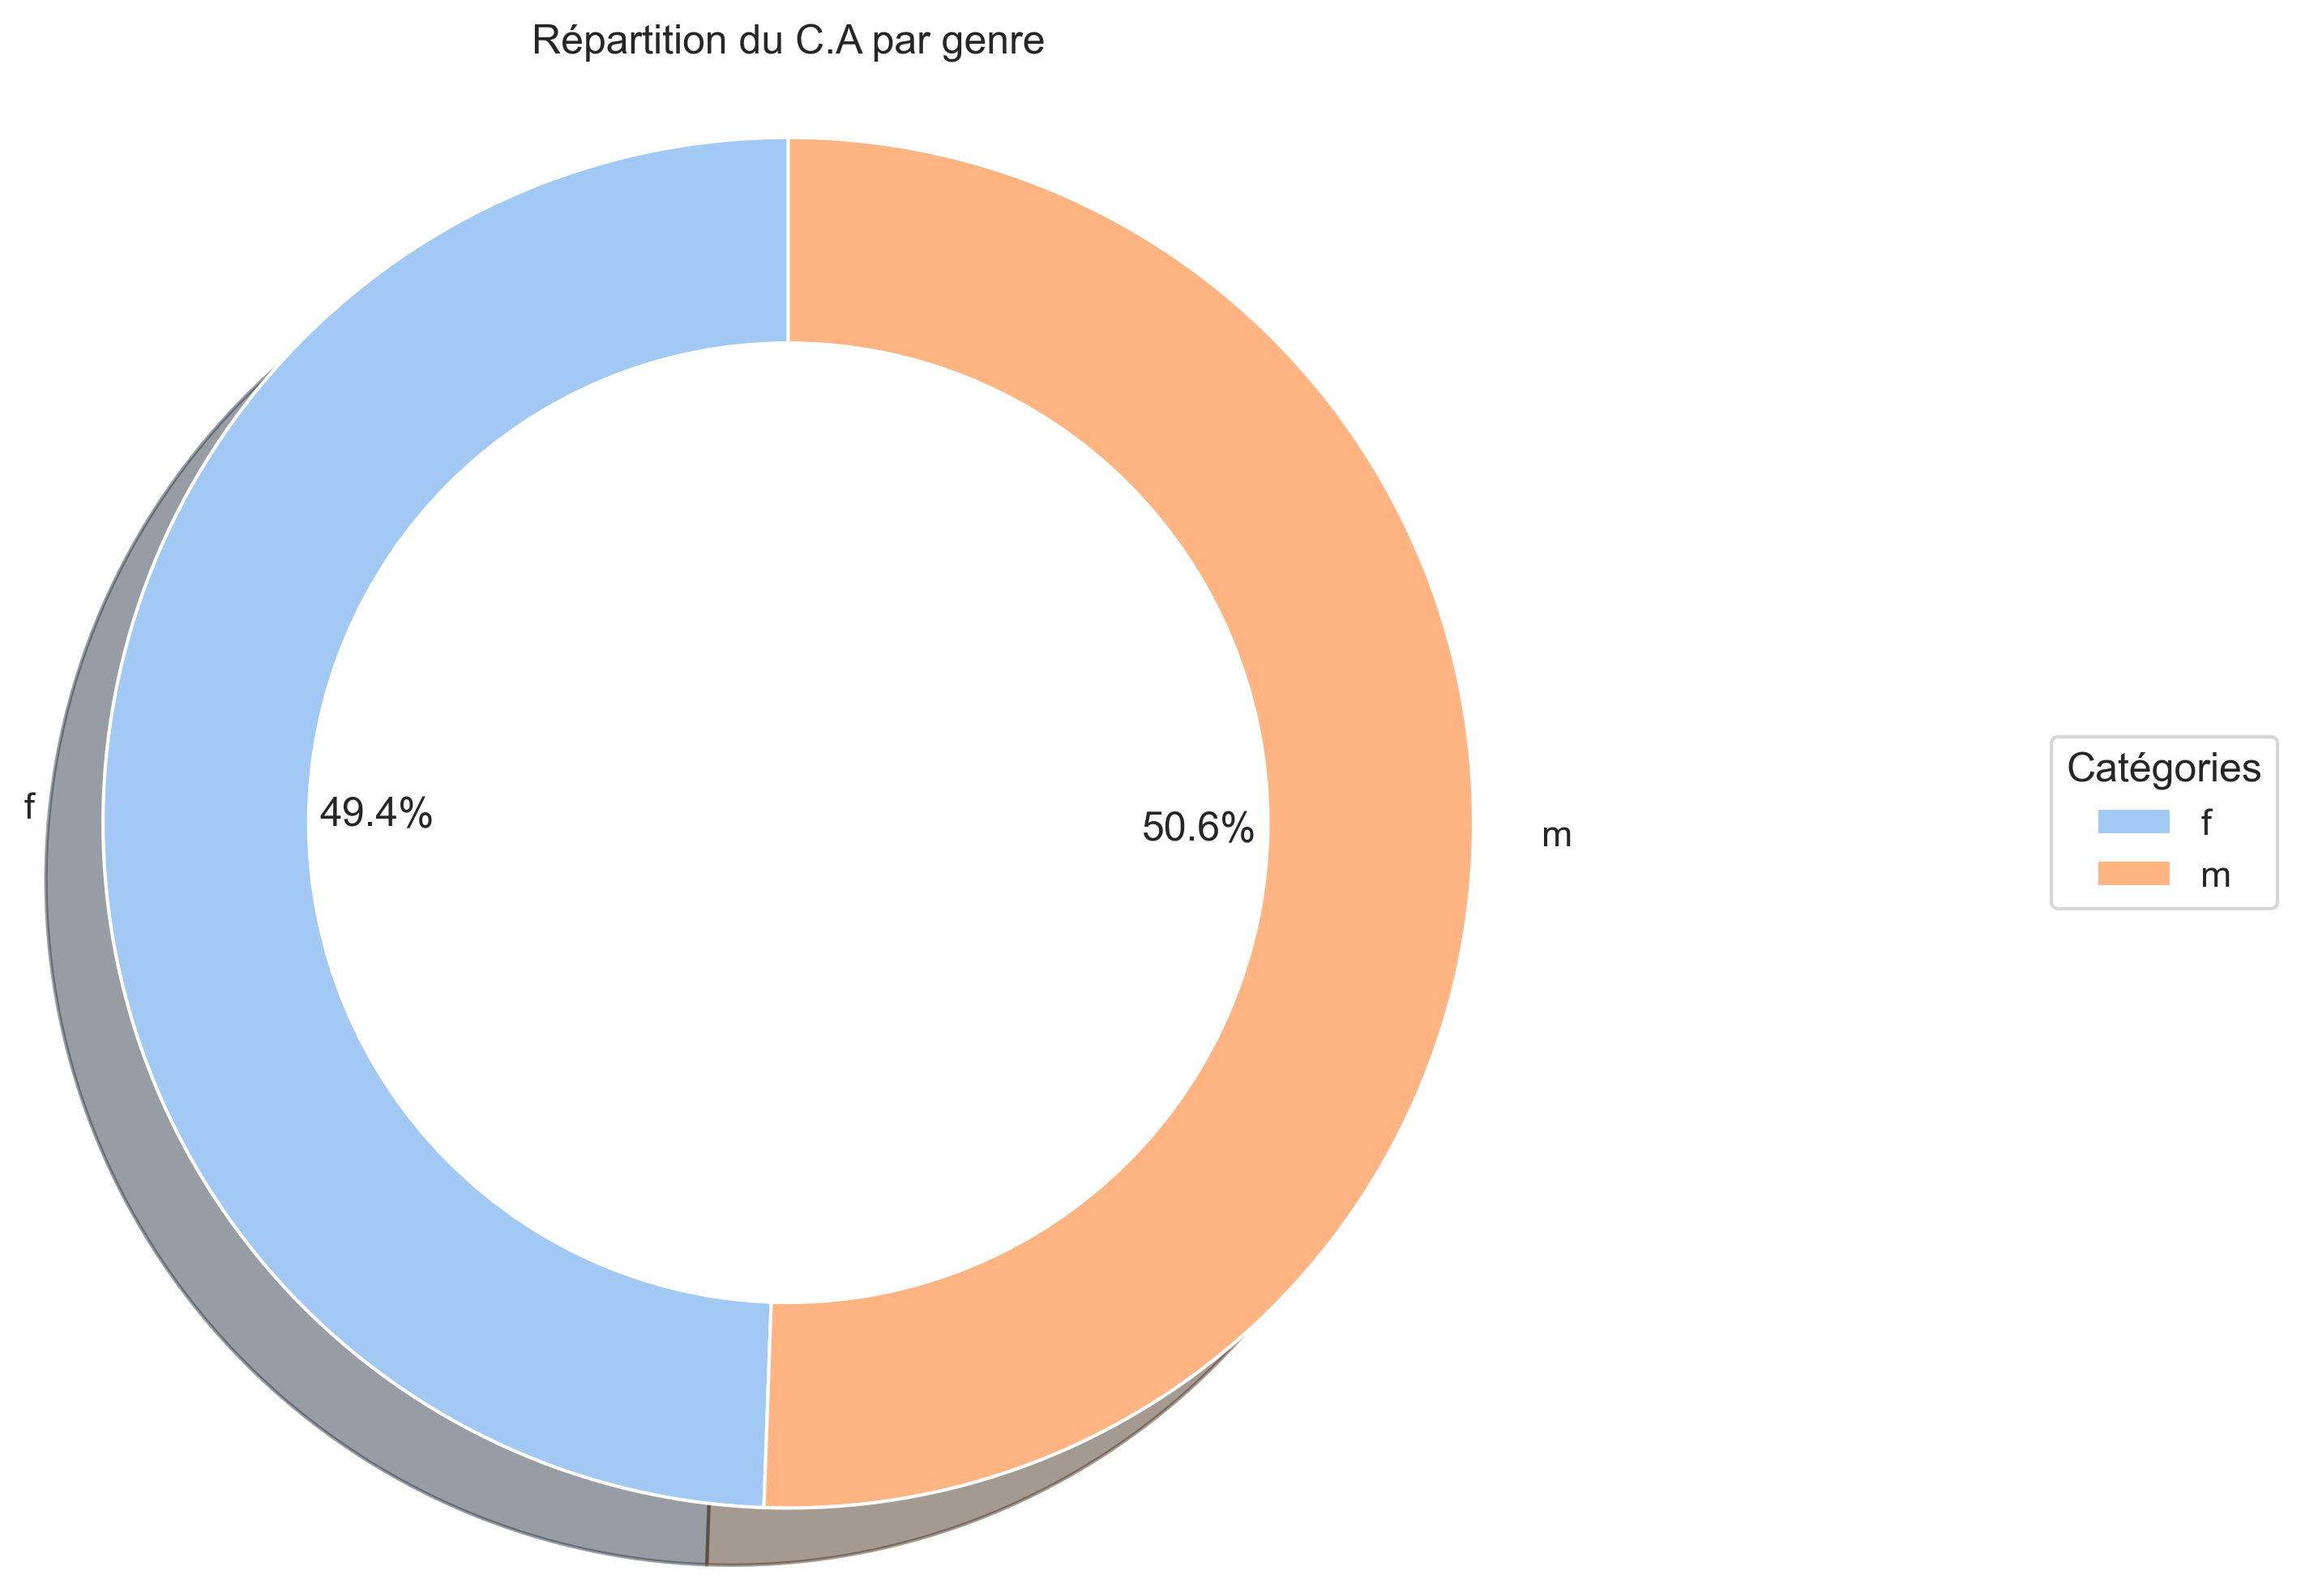 Répartition du C.A par genre
f
49.4%
50.6%
m
Catégories
f
m